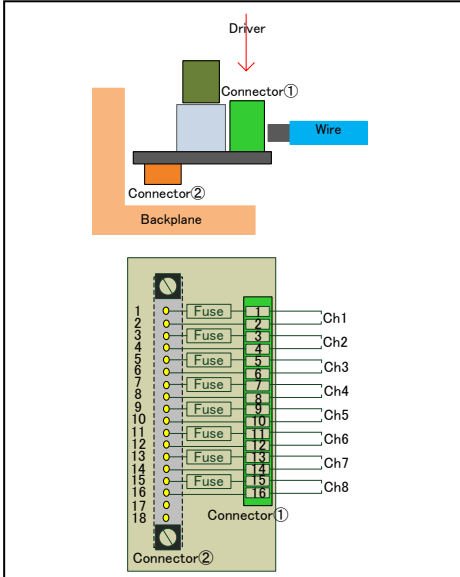 Driver
Connector①
Wire
Connector②
Backplane
1 Fuse 1
2 2 Ch1
3 Fuse 3
4 4 Ch2
5 Fuse 5
6 6 Ch3
7 Fuse 7
8 8 Ch4
9 Fuse 9
10 10 Ch5
11 Fuse 11
12 12 Ch6
13 Fuse 13
14 14 Ch7
15 Fuse 15
16 16 Ch8
17
18
Connector①
Connector②